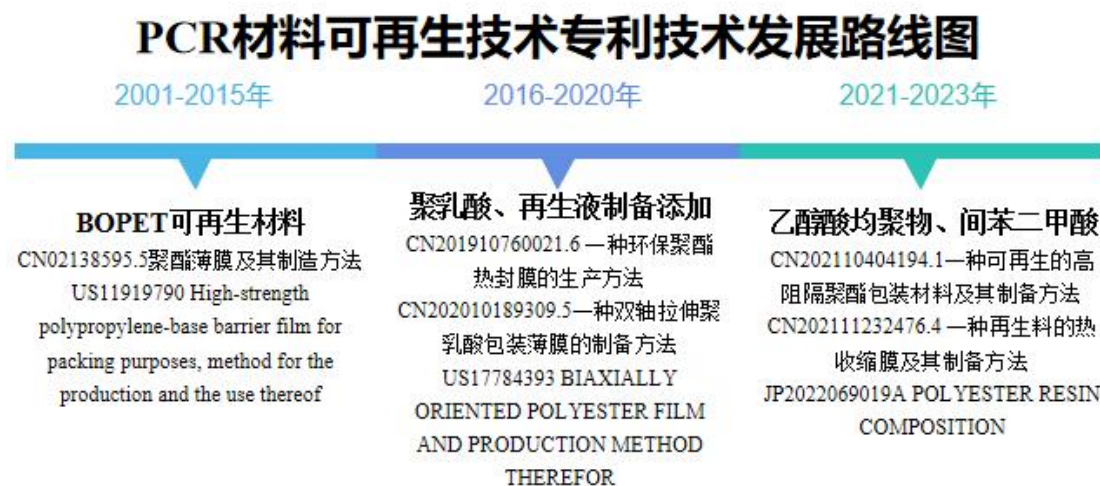 PCR材料可再生技术专利技术发展路线图
2001-2015年
2016-2020年
2021-2023年
BOPET可再生材料
CN02138595.5聚酯薄膜及其制造方法
US11919790 High-strength
polypropylene-base barrier film for
packing purposes, method for the
production and the use thereof
聚乳酸、再生液制备添加
CN201910760021.6 一种环保聚酯
热封膜的生产方法
CN202010189309.5一种双轴拉伸聚
乳酸包装薄膜的制备方法
US17784393 BIAXIALLY
ORIENTED POLYESTER FILM
AND PRODUCTION METHOD
THEREFOR
乙醇酸均聚物、间苯二甲酸
CN202110404194.1一种可再生的高
阻隔聚酯包装材料及其制备方法
CN202111232476.4 一种再生料的热
收缩膜及其制备方法
JP2022069019A POLYESTER RESIN
COMPOSITION